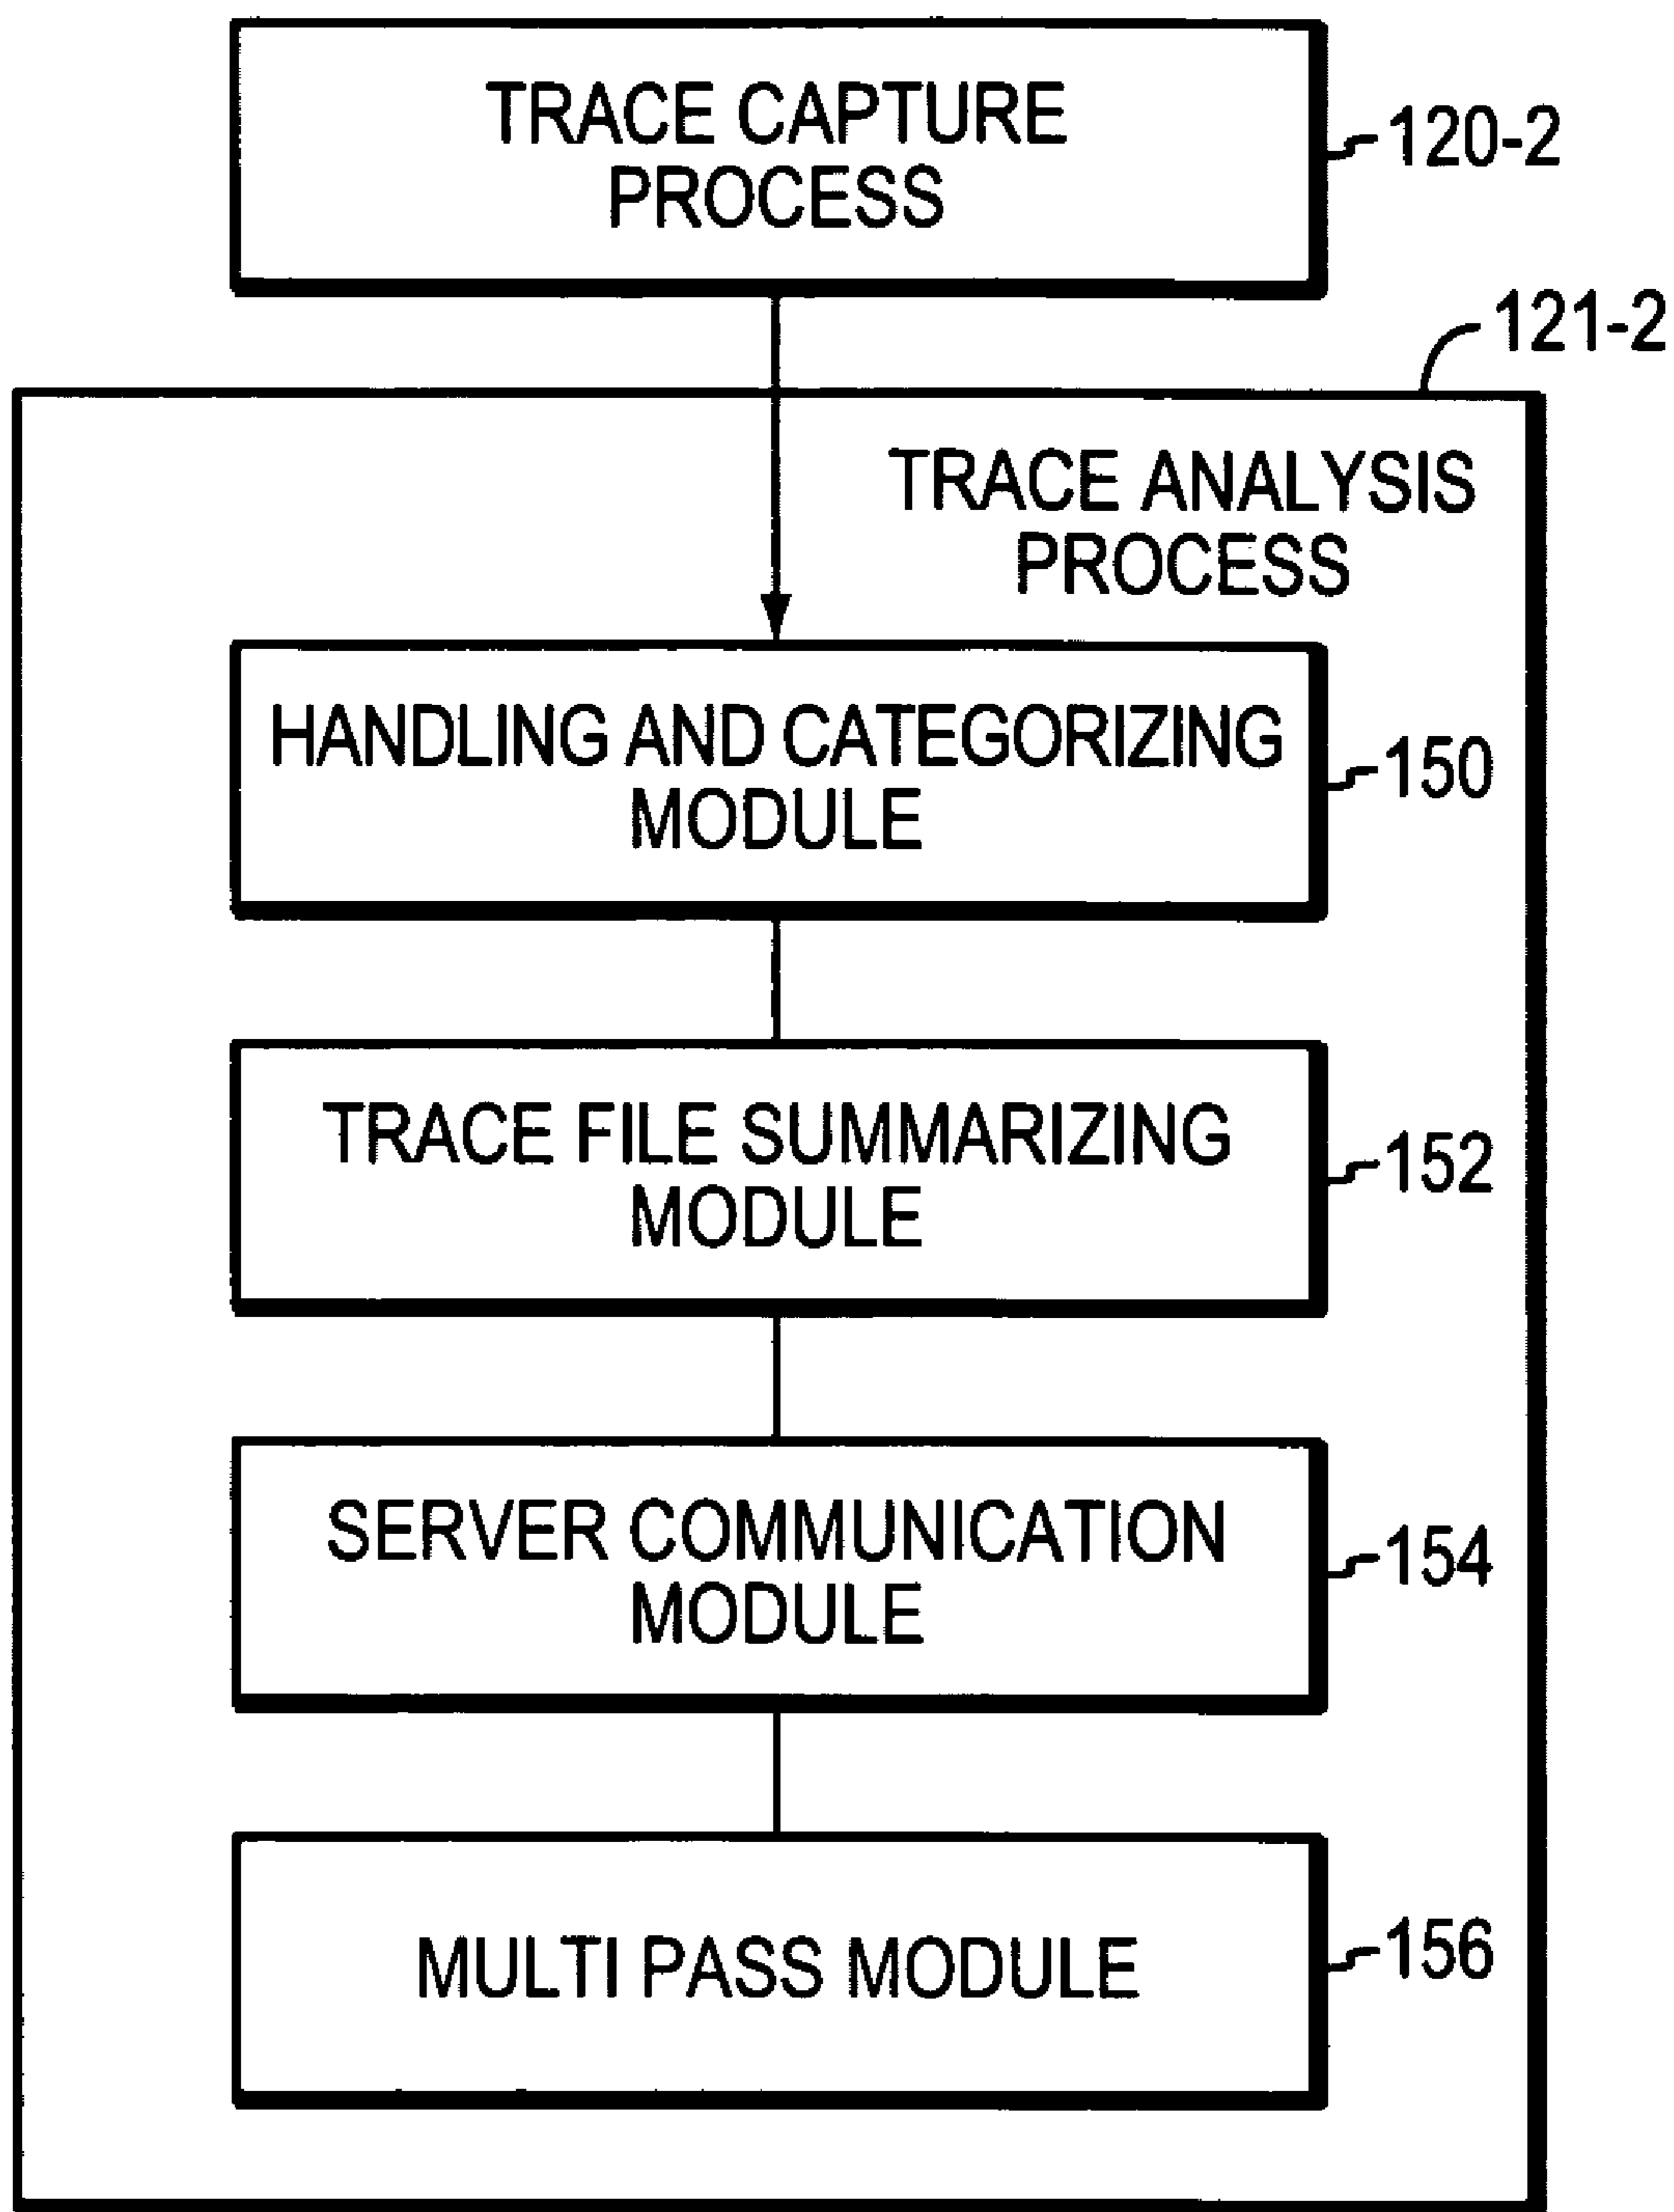 TRACE CAPTURE
PROCESS
120-2
121-2
TRACE ANALYSIS
PROCESS
HANDLING AND CATEGORIZING
MODULE
150
TRACE FILE SUMMARIZING
MODULE
152
SERVER COMMUNICATION
MODULE
154
MULTI PASS MODULE
156